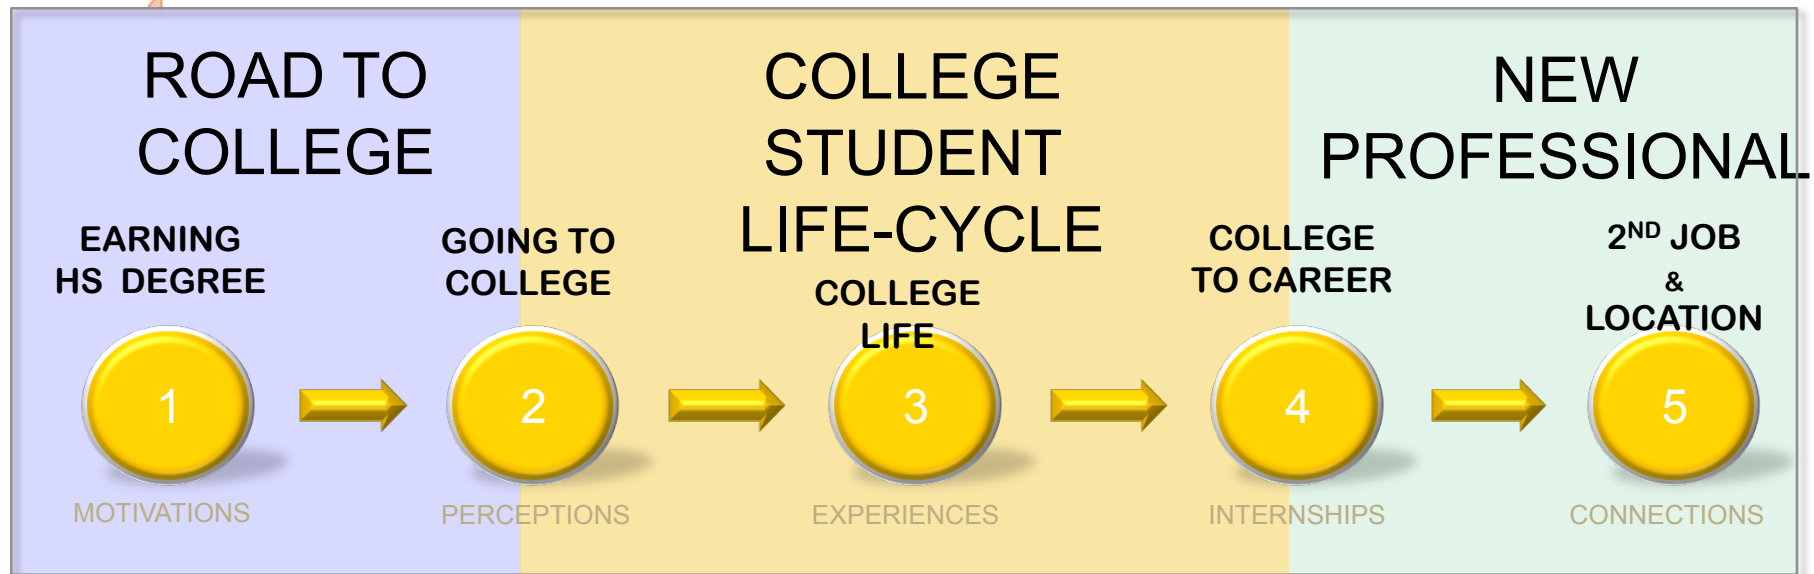 ROAD TO
COLLEGE
COLLEGE
STUDENT
LIFE-CYCLE
NEW
PROFESSIONAL
EARNING
HS DEGREE
GOING TO
COLLEGE
COLLEGE
LIFE
COLLEGE
TO CAREER
2ND JOB
&
LOCATION
1
2
3
4
5
MOTIVATIONS
PERCEPTIONS
EXPERIENCES
INTERNSHIPS
CONNECTIONS